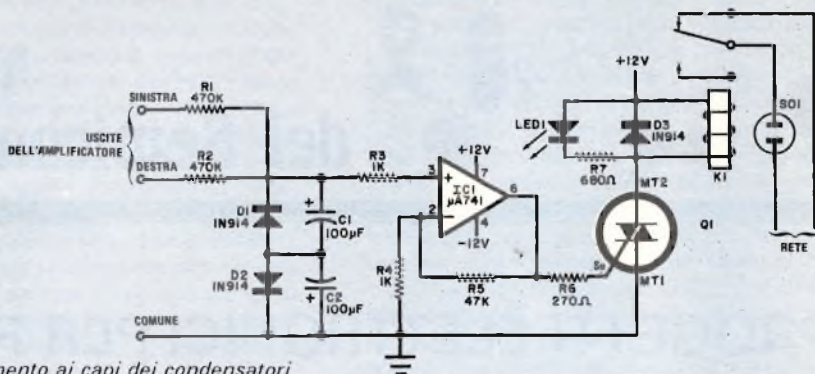 SINISTRA
R1
470K
USCITE
DELL'AMPLIFICATORE
DESTRA
R2
470K
COMUNE
D1
1N914
D2
1N914
+
C1
100µF
+
C2
100µF
R3
1K
R4
1K
3
+
2
-
IC1
µA741
+12V
7
6
4
-12V
R5
47K
R6
270Ω
+12V
LED1
D3
1N914
R7
680Ω
K1
MT2
Q1
MT1
SO1
RETE
mento ai capi dei condensatori